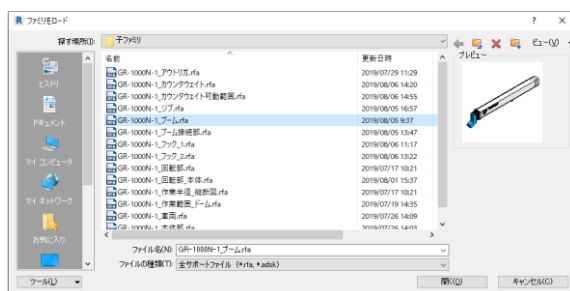 ファミリをロード
? ×
探す場所(I): 子ファミリ
ビュー(V)
名前 更新日時 プレビュー
GR-1000N-1_アウトリガ.rfa 2019/07/29 11:29
GR-1000N-1_カウンタウエイト.rfa 2019/08/06 14:20
GR-1000N-1_カウンタウエイト可動範囲.rfa 2019/08/06 14:55
GR-1000N-1_ジブ.rfa 2019/08/05 16:57
GR-1000N-1_ブーム.rfa 2019/08/05 9:37
GR-1000N-1_ブーム接続部.rfa 2019/08/05 13:47
GR-1000N-1_フック_1.rfa 2019/08/06 11:17
GR-1000N-1_フック_2.rfa 2019/08/06 13:22
GR-1000N-1_回転部.rfa 2019/07/17 10:21
GR-1000N-1_回転部_本体.rfa 2019/08/01 15:37
GR-1000N-1_作業半径_縦断図.rfa 2019/07/17 10:21
GR-1000N-1_作業範囲_ドーム.rfa 2019/07/19 14:35
GR-1000N-1_車両.rfa 2019/07/26 14:09
GR-1000N-1_本体部.rfa 2019/07/26 14:03
ヒストリ
ドキュメント
マイ コンピュータ
マイ ネットワーク
お気に入り
ファイル名(N): GR-1000N-1_ブーム.rfa
ファイルの種類(T): 全サポートファイル (*.rfa, *.adsk)
ツール(L) 開く(O) キャンセル(C)